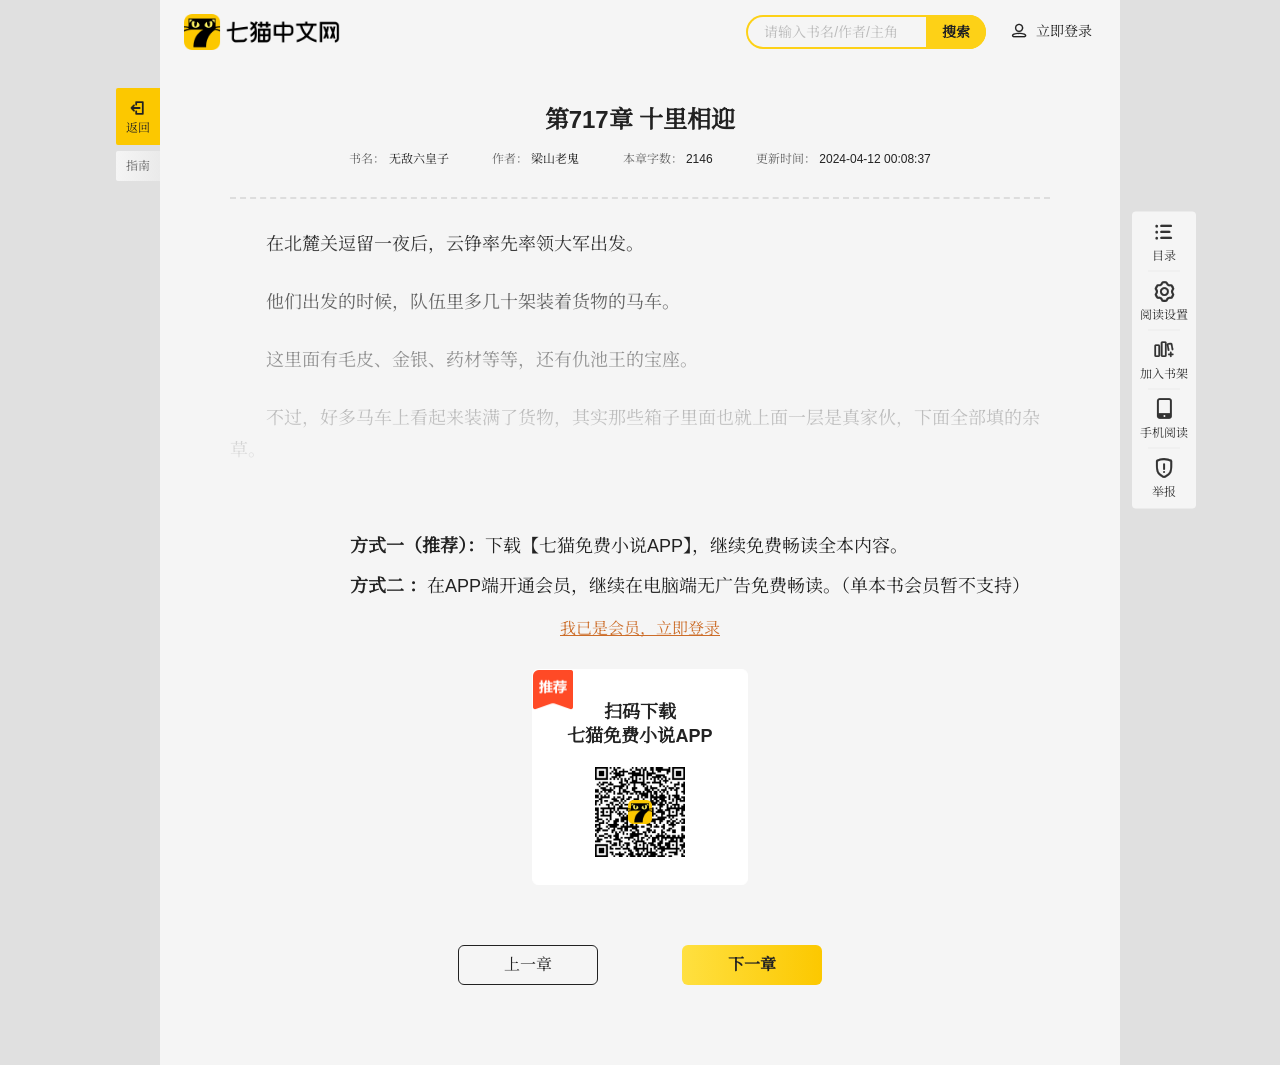 七猫中文网
请输入书名/作者/主角
搜索
立即登录
返回
指南
第717章 十里相迎
书名： 无敌六皇子 作者： 梁山老鬼 本章字数： 2146 更新时间： 2024-04-12 00:08:37
在北麓关逗留一夜后，云铮率先率领大军出发。
他们出发的时候，队伍里多几十架装着货物的马车。
这里面有毛皮、金银、药材等等，还有仇池王的宝座。
不过，好多马车上看起来装满了货物，其实那些箱子里面也就上面一层是真家伙，下面全部填的杂
草。
目录
阅读设置
加入书架
手机阅读
举报
方式一（推荐）：下载【七猫免费小说APP】，继续免费畅读全本内容。
方式二 ：在APP端开通会员，继续在电脑端无广告免费畅读。（单本书会员暂不支持）
我已是会员，立即登录
推荐
扫码下载
七猫免费小说APP
上一章
下一章